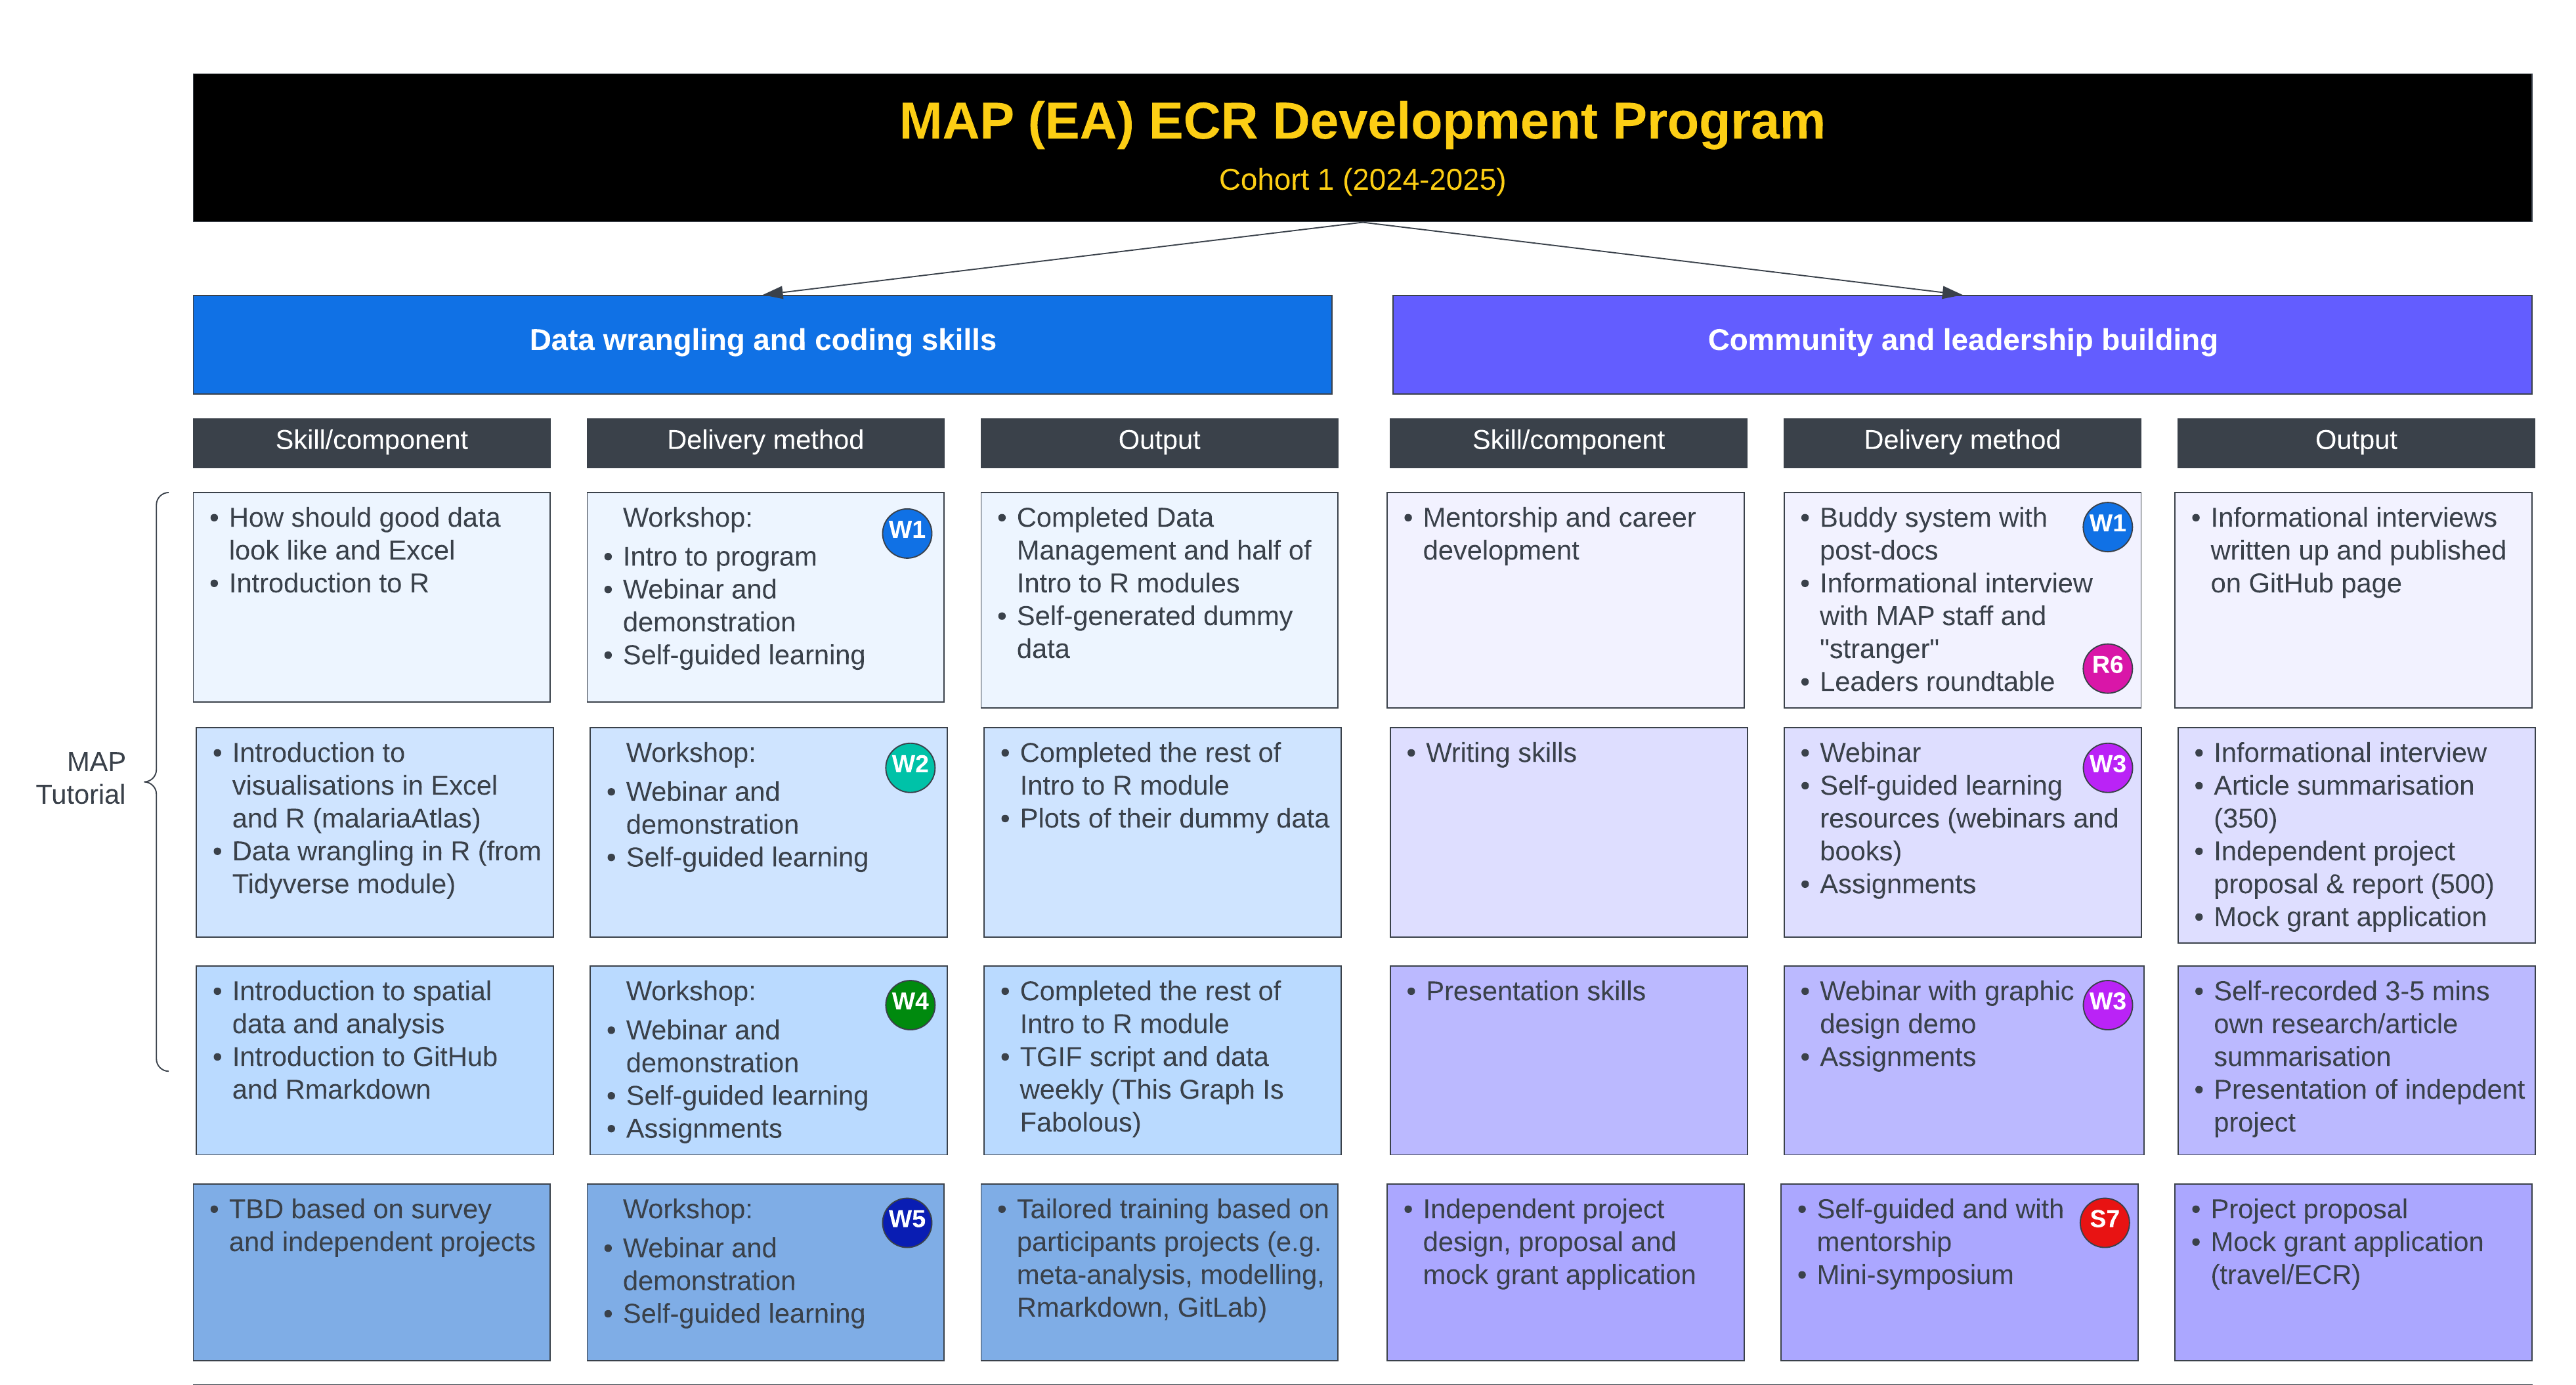 MAP (EA) ECR Development Program
Cohort 1 (2024-2025)
Data wrangling and coding skills
Community and leadership building
Skill/component
Delivery method
Output
Skill/component
Delivery method
Output
MAP
Tutorial
• How should good data
look like and Excel
• Introduction to R
Workshop:
W1
• Intro to program
• Webinar and
demonstration
• Self-guided learning
• Completed Data
Management and half of
Intro to R modules
• Self-generated dummy
data
• Mentorship and career
development
• Buddy system with
post-docs
W1
• Informational interview
with MAP staff and
"stranger"
• Leaders roundtable
R6
• Informational interviews
written up and published
on GitHub page
• Introduction to
visualisations in Excel
and R (malariaAtlas)
• Data wrangling in R (from
Tidyverse module)
Workshop:
W2
• Webinar and
demonstration
• Self-guided learning
• Completed the rest of
Intro to R module
• Plots of their dummy data
• Writing skills
• Webinar
W3
• Self-guided learning
resources (webinars and
books)
• Assignments
• Informational interview
• Article summarisation
(350)
• Independent project
proposal & report (500)
• Mock grant application
• Introduction to spatial
data and analysis
• Introduction to GitHub
and Rmarkdown
Workshop:
W4
• Webinar and
demonstration
• Self-guided learning
• Assignments
• Completed the rest of
Intro to R module
• TGIF script and data
weekly (This Graph Is
Fabolous)
• Presentation skills
• Webinar with graphic
design demo
W3
• Assignments
• Self-recorded 3-5 mins
own research/article
summarisation
• Presentation of indepdent
project
• TBD based on survey
and independent projects
Workshop:
W5
• Webinar and
demonstration
• Self-guided learning
• Tailored training based on
participants projects (e.g.
meta-analysis, modelling,
Rmarkdown, GitLab)
• Independent project
design, proposal and
mock grant application
• Self-guided and with
mentorship
S7
• Mini-symposium
• Project proposal
• Mock grant application
(travel/ECR)